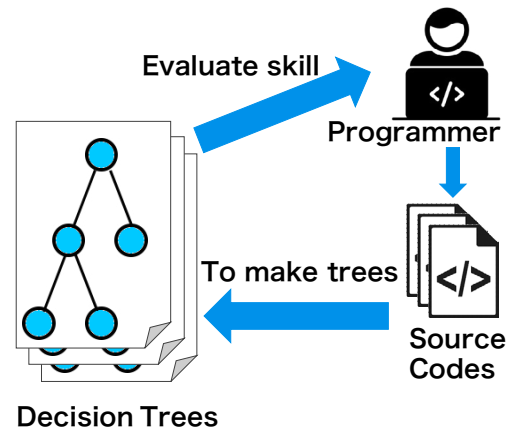 Evaluate skill
</>
Programmer
To make trees
</>
Source
Codes
Decision Trees